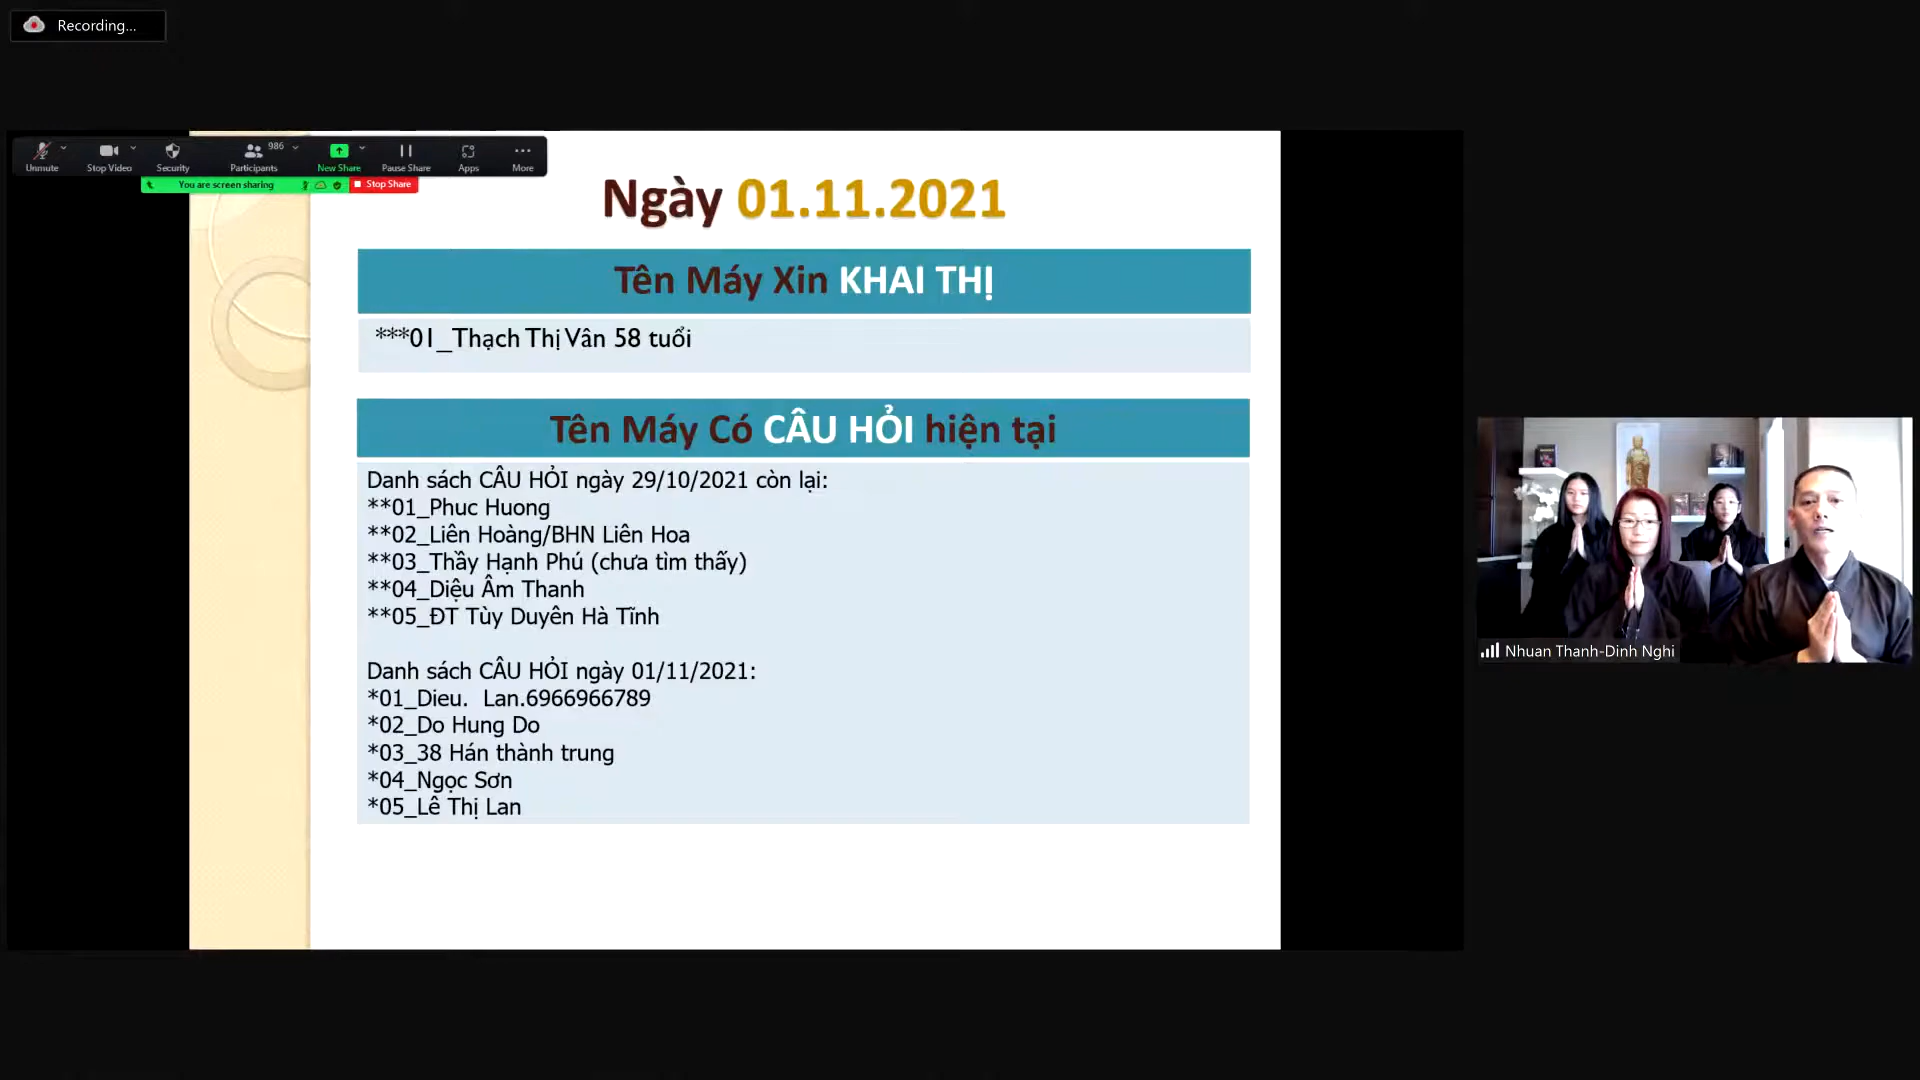 Recording...
986
Unmute Stop Video Security Participants New Share Pause Share Apps More
You are screen sharing Stop Share
Ngày 01.11.2021
Tên Máy Xin KHAI THỊ
***01_Thạch Thị Vân 58 tuổi
Tên Máy Có CÂU HỎI hiện tại
Danh sách CÂU HỎI ngày 29/10/2021 còn lại:
**01_Phuc Huong
**02_Liên Hoàng/BHN Liên Hoa
**03_Thầy Hạnh Phú (chưa tìm thấy)
**04_Diệu Âm Thanh
**05_ĐT Tùy Duyên Hà Tĩnh
Danh sách CÂU HỎI ngày 01/11/2021:
*01_Dieu.  Lan.6966966789
*02_Do Hung Do
*03_38 Hán thành trung
*04_Ngọc Sơn
*05_Lê Thị Lan
Nhuan Thanh-Dinh Nghi